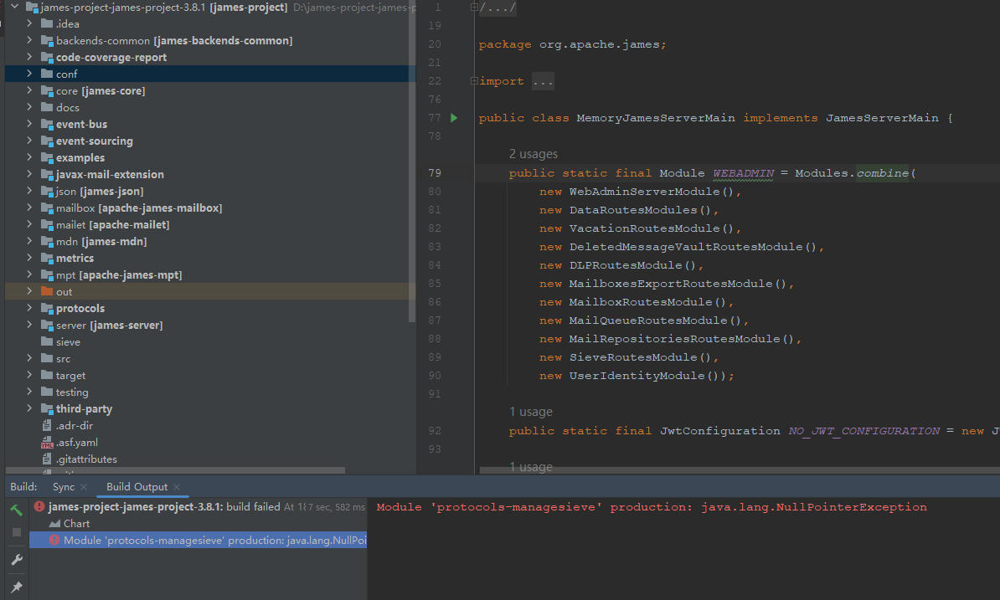 james-project-james-project-3.8.1 [james-project] D:\james-project-james-p
.idea
backends-common [james-backends-common]
code-coverage-report
conf
core [james-core]
docs
event-bus
event-sourcing
examples
javax-mail-extension
json [james-json]
mailbox [apache-james-mailbox]
mailet [apache-mailet]
mdn [james-mdn]
metrics
mpt [apache-james-mpt]
out
protocols
server [james-server]
sieve
src
target
testing
third-party
.adr-dir
.asf.yaml
.gitattributes
1 /.../
19
20 package org.apache.james;
21
22 import ...
76
77 public class MemoryJamesServerMain implements JamesServerMain {
78
2 usages
79 public static final Module WEBADMIN = Modules.combine(
80 new WebAdminServerModule(),
81 new DataRoutesModules(),
82 new VacationRoutesModule(),
83 new DeletedMessageVaultRoutesModule(),
84 new DLPRoutesModule(),
85 new MailboxesExportRoutesModule(),
86 new MailboxRoutesModule(),
87 new MailQueueRoutesModule(),
88 new MailRepositoriesRoutesModule(),
89 new SieveRoutesModule(),
90 new UserIdentityModule());
91
1 usage
92 public static final JwtConfiguration NO_JWT_CONFIGURATION = new J
93
1 usage
Build: Sync Build Output
james-project-james-project-3.8.1: build failed At 18 7 sec, 582 ms
Chart
Module 'protocols-managesieve' production: java.lang.NullPoi
Module 'protocols-managesieve' production: java.lang.NullPointerException